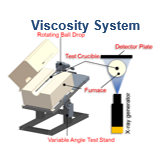 Viscosity System
Rotating Ball Drop
Detector Plate
Test Crucible
Furnace
X-ray generator
Variable Angle Test Stand